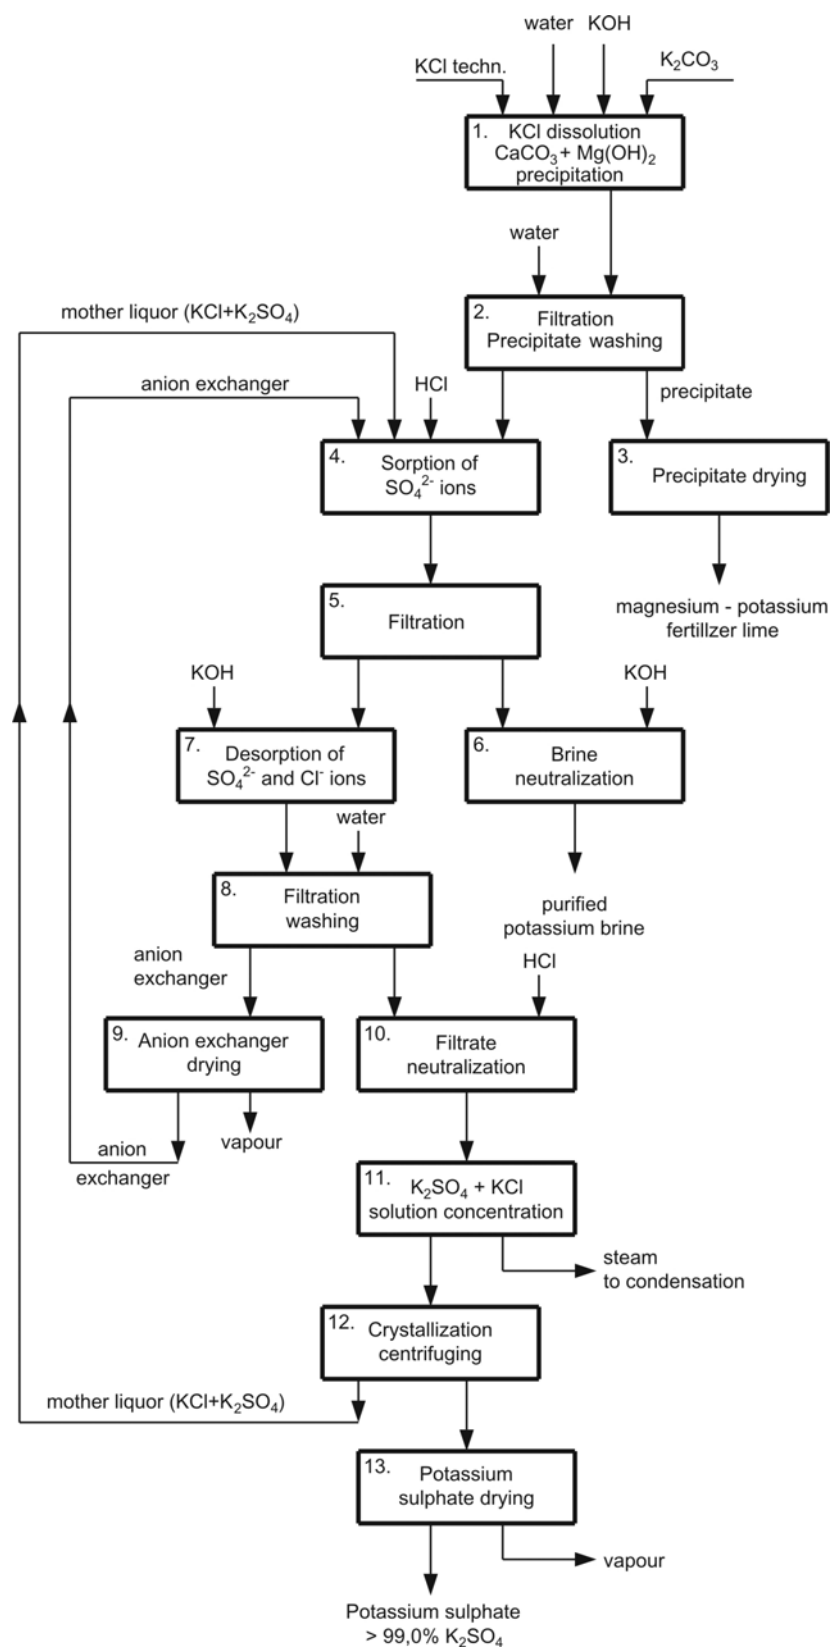 water KOH
KCl techn.
K₂CO₃
1. KCl dissolution
CaCO₃ + Mg(OH)₂
precipitation
water
mother liquor (KCl+K₂SO₄)
2. Filtration
Precipitate washing
anion exchanger
HCl
precipitate
4. Sorption of
SO₄²⁻ ions
3. Precipitate drying
5. Filtration
magnesium - potassium
fertillzer lime
KOH
KOH
7. Desorption of
SO₄²⁻ and Cl⁻ ions
6. Brine
neutralization
water
8. Filtration
washing
purified
potassium brine
anion
exchanger
HCl
9. Anion exchanger
drying
10. Filtrate
neutralization
vapour
anion
exchanger
11. K₂SO₄ + KCl
solution concentration
steam
to condensation
12. Crystallization
centrifuging
mother liquor (KCl+K₂SO₄)
13. Potassium
sulphate drying
vapour
Potassium sulphate
> 99,0% K₂SO₄